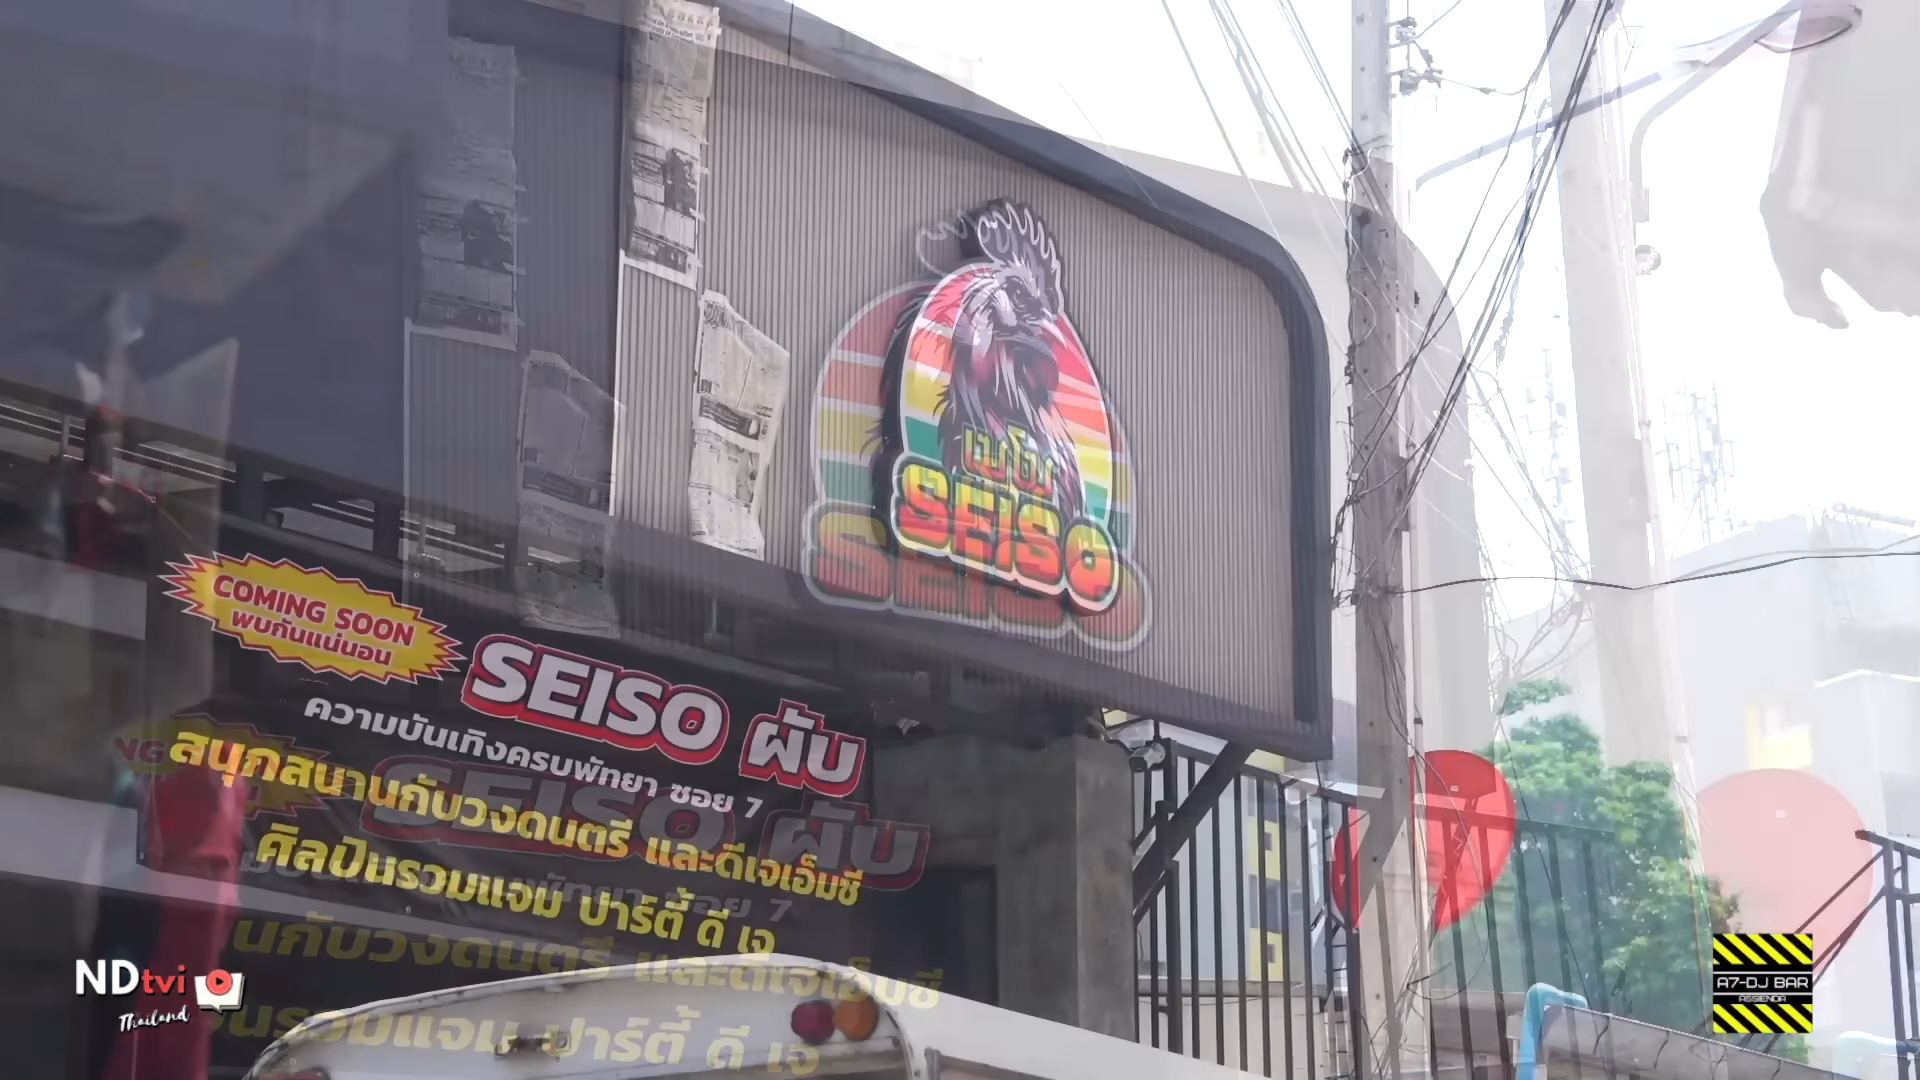 SEISO
COMING SOON
พบกันแน่นอน
SEISO ผับ
ความบันเทิงครบพัทยา ซอย 7
สนุกสนานกับวงดนตรี และดีเจเอ็มซี
ศิลปินรวมแจม ปาร์ตี้ ดี เจ
NDtvi
Thailand
A7-DJ BAR
ASSIENDA